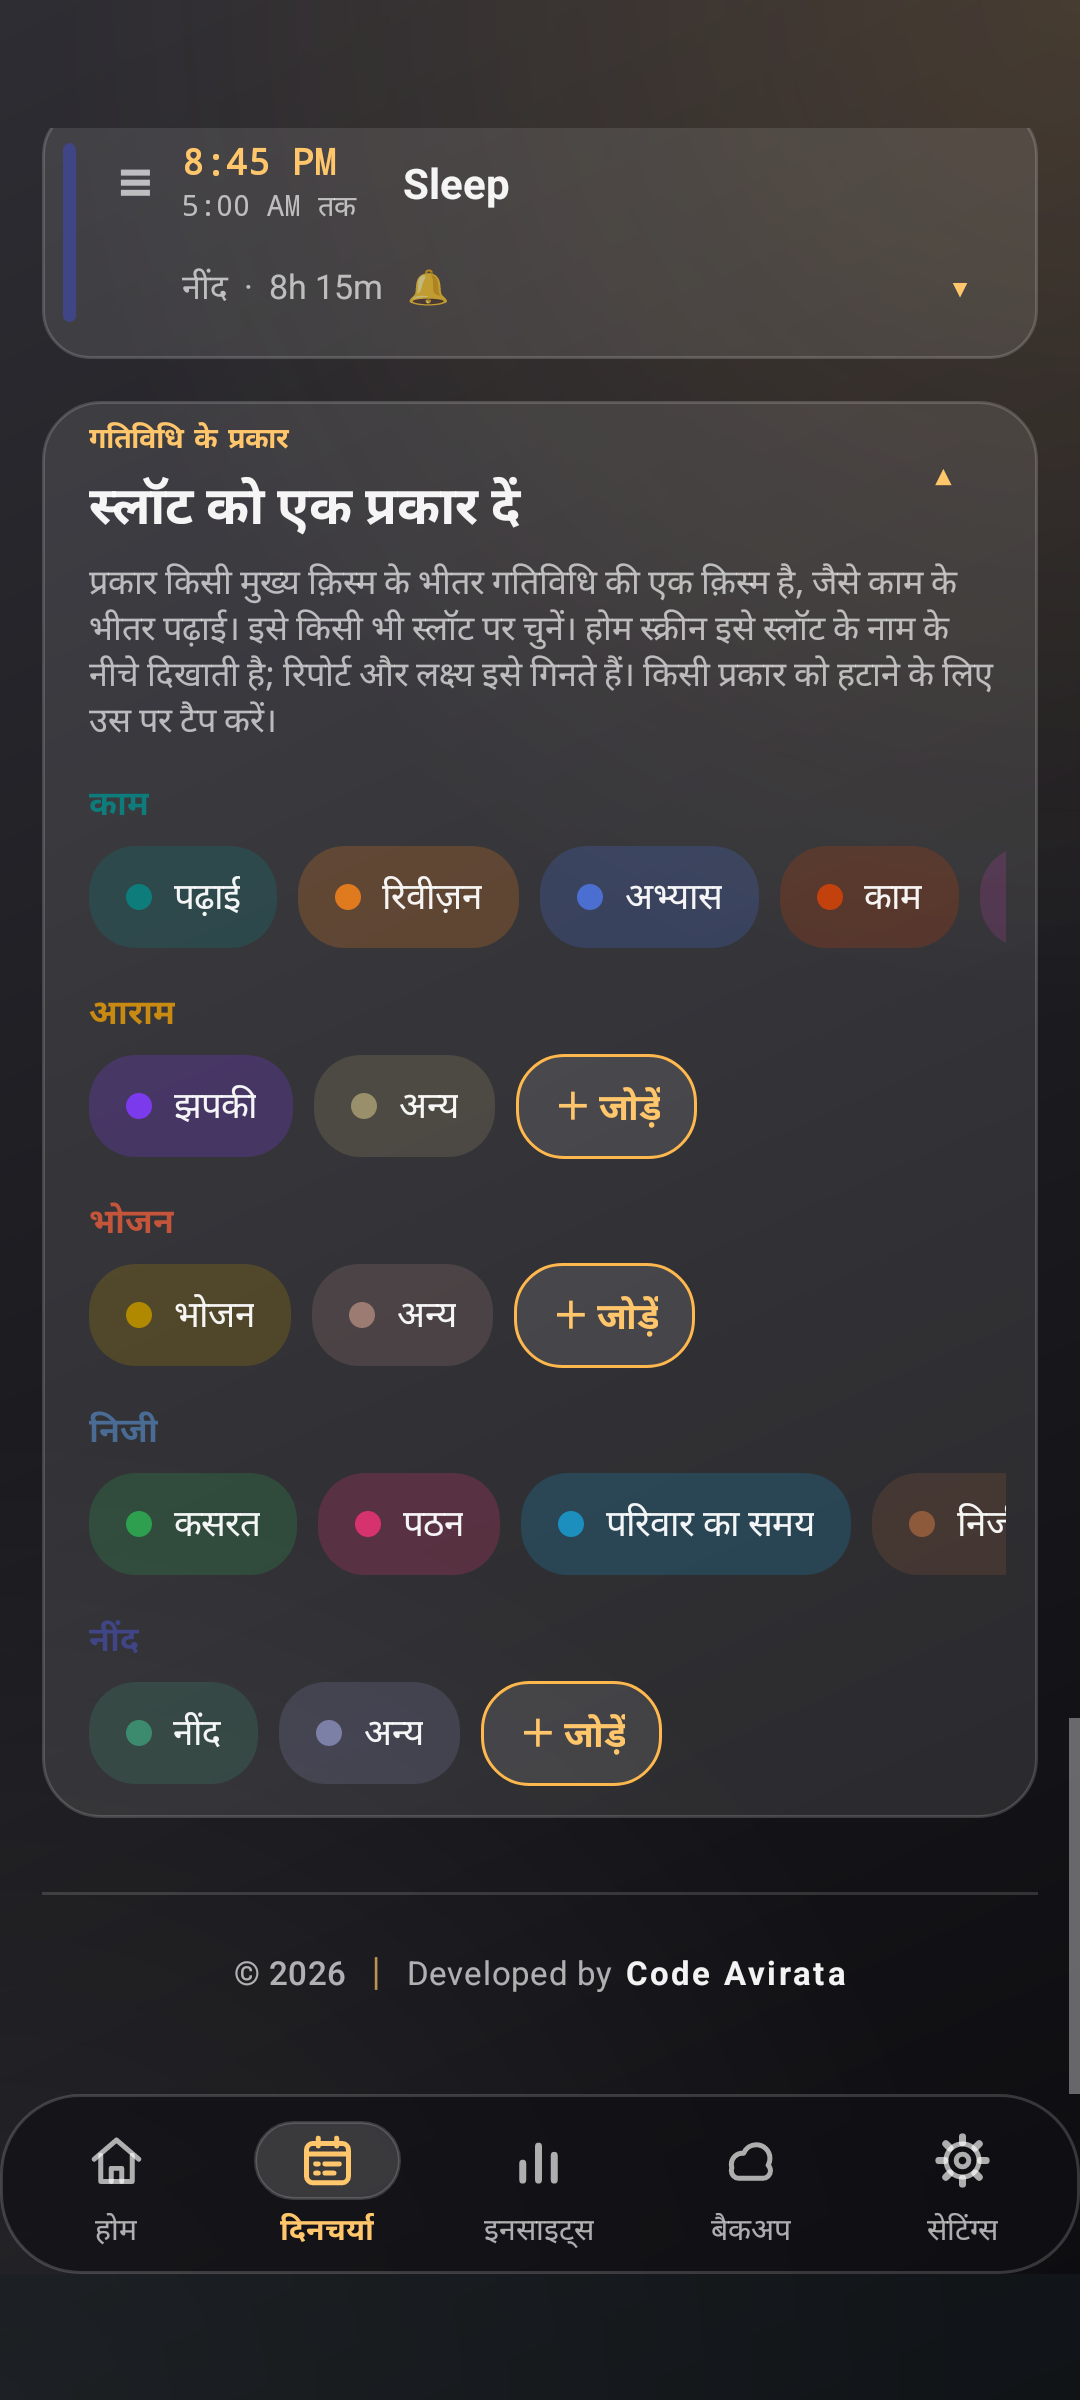 8:45 PM
5:00 AM तक
Sleep
नींद · 8h 15m
गतिविधि के प्रकार
स्लॉट को एक प्रकार दें
प्रकार किसी मुख्य क़िस्म के भीतर गतिविधि की एक क़िस्म है, जैसे काम के
भीतर पढ़ाई। इसे किसी भी स्लॉट पर चुनें। होम स्क्रीन इसे स्लॉट के नाम के
नीचे दिखाती है; रिपोर्ट और लक्ष्य इसे गिनते हैं। किसी प्रकार को हटाने के लिए
उस पर टैप करें।
काम
पढ़ाई रिवीज़न अभ्यास काम
आराम
झपकी अन्य + जोड़ें
भोजन
भोजन अन्य + जोड़ें
निजी
कसरत पठन परिवार का समय
नींद
नींद अन्य + जोड़ें
© 2026 | Developed by Code Avirata
होम दिनचर्या इनसाइट्स बैकअप सेटिंग्स